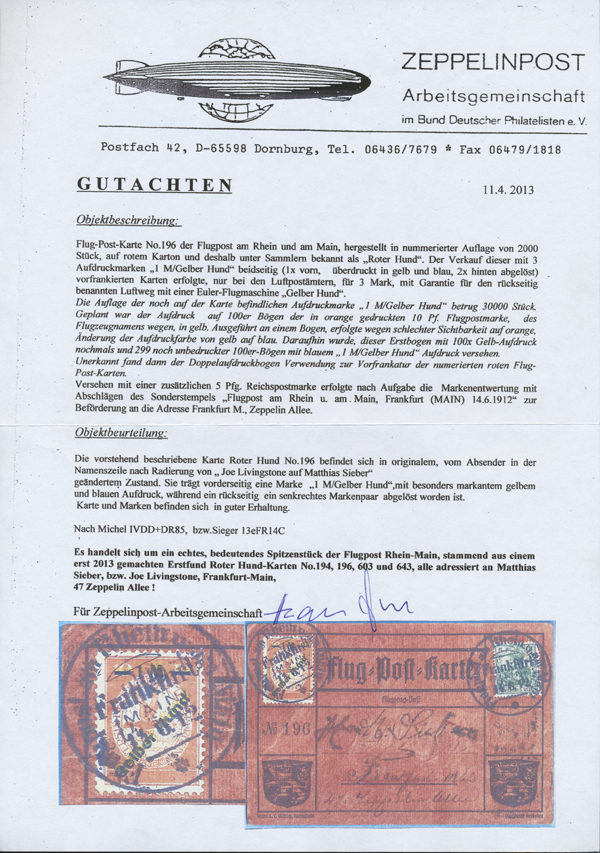 ZEPPELINPOST
Arbeitsgemeinschaft
im Bund Deutscher Philatelisten e. V.
Postfach 42, D-65598 Dornburg, Tel. 06436/7679 * Fax 06479/1818
GUTACHTEN
11.4. 2013
Objektbeschreibung:
Flug-Post-Karte No.196 der Flugpost am Rhein und am Main, hergestellt in nummerierter Auflage von 2000
Stück, auf rotem Karton und deshalb unter Sammlern bekannt als „Roter Hund". Der Verkauf dieser mit 3
Aufdruckmarken „1 M/Gelber Hund" beidseitig (1x vorn, überdruckt in gelb und blau, 2x hinten abgelöst)
vorfrankierten Karten erfolgte, nur bei den Luftpostämtern, für 3 Mark, mit Garantie für den rückseitig
benannten Luftweg mit einer Euler-Flugmaschine „Gelber Hund".
Die Auflage der noch auf der Karte befindlichen Aufdruckmarke „1 M/Gelber Hund" betrug 30000 Stück.
Geplant war der Aufdruck auf 100er Bögen der in orange gedruckten 10 Pf. Flugpostmarke, des
Flugzeugnamens wegen, in gelb. Ausgeführt an einem Bogen, erfolgte wegen schlechter Sichtbarkeit auf orange,
Änderung der Aufdruckfarbe von gelb auf blau. Daraufhin wurde, dieser Erstbogen mit 100x Gelb-Aufdruck
nochmals und 299 noch unbedruckter 100er-Bögen mit blauem „1 M/Gelber Hund" Aufdruck versehen.
Unerkannt fand dann der Doppelaufdruckbogen Verwendung zur Vorfrankatur der numerierten roten Flug-
Post-Karten.
Versehen mit einer zusätzlichen 5 Pfg. Reichspostmarke erfolgte nach Aufgabe die Markenentwertung mit
Abschlägen des Sonderstempels „Flugpost am Rhein u. am. Main, Frankfurt (MAIN) 14.6.1912" zur
Beförderung an die Adresse Frankfurt M., Zeppelin Allee.
Objektbeurteilung:
Die vorstehend beschriebene Karte Roter Hund No.196 befindet sich in originalem, vom Absender in der
Namenszeile nach Radierung von „ Joe Livingstone auf Matthias Sieber"
geändertem Zustand. Sie trägt vorderseitig eine Marke „1 M/Gelber Hund",mit besonders markantem gelbem
und blauen Aufdruck, während ein rückseitig ein senkrechtes Markenpaar abgelöst worden ist.
Karte und Marken befinden sich in guter Erhaltung.
Nach Michel IVDD+DR85, bzw.Sieger 13eFR14C
Es handelt sich um ein echtes, bedeutendes Spitzenstück der Flugpost Rhein-Main, stammend aus einem
erst 2013 gemachten Erstfund Roter Hund-Karten No.194, 196, 603 und 643, alle adressiert an Matthias
Sieber, bzw. Joe Livingstone, Frankfurt-Main,
47 Zeppelin Allee !
Für Zeppelinpost-Arbeitsgemeinschaft
Frankfurt
MAIN
Gelber Hund
Flug-Post-Karte
Flugzeug-Post
№ 196